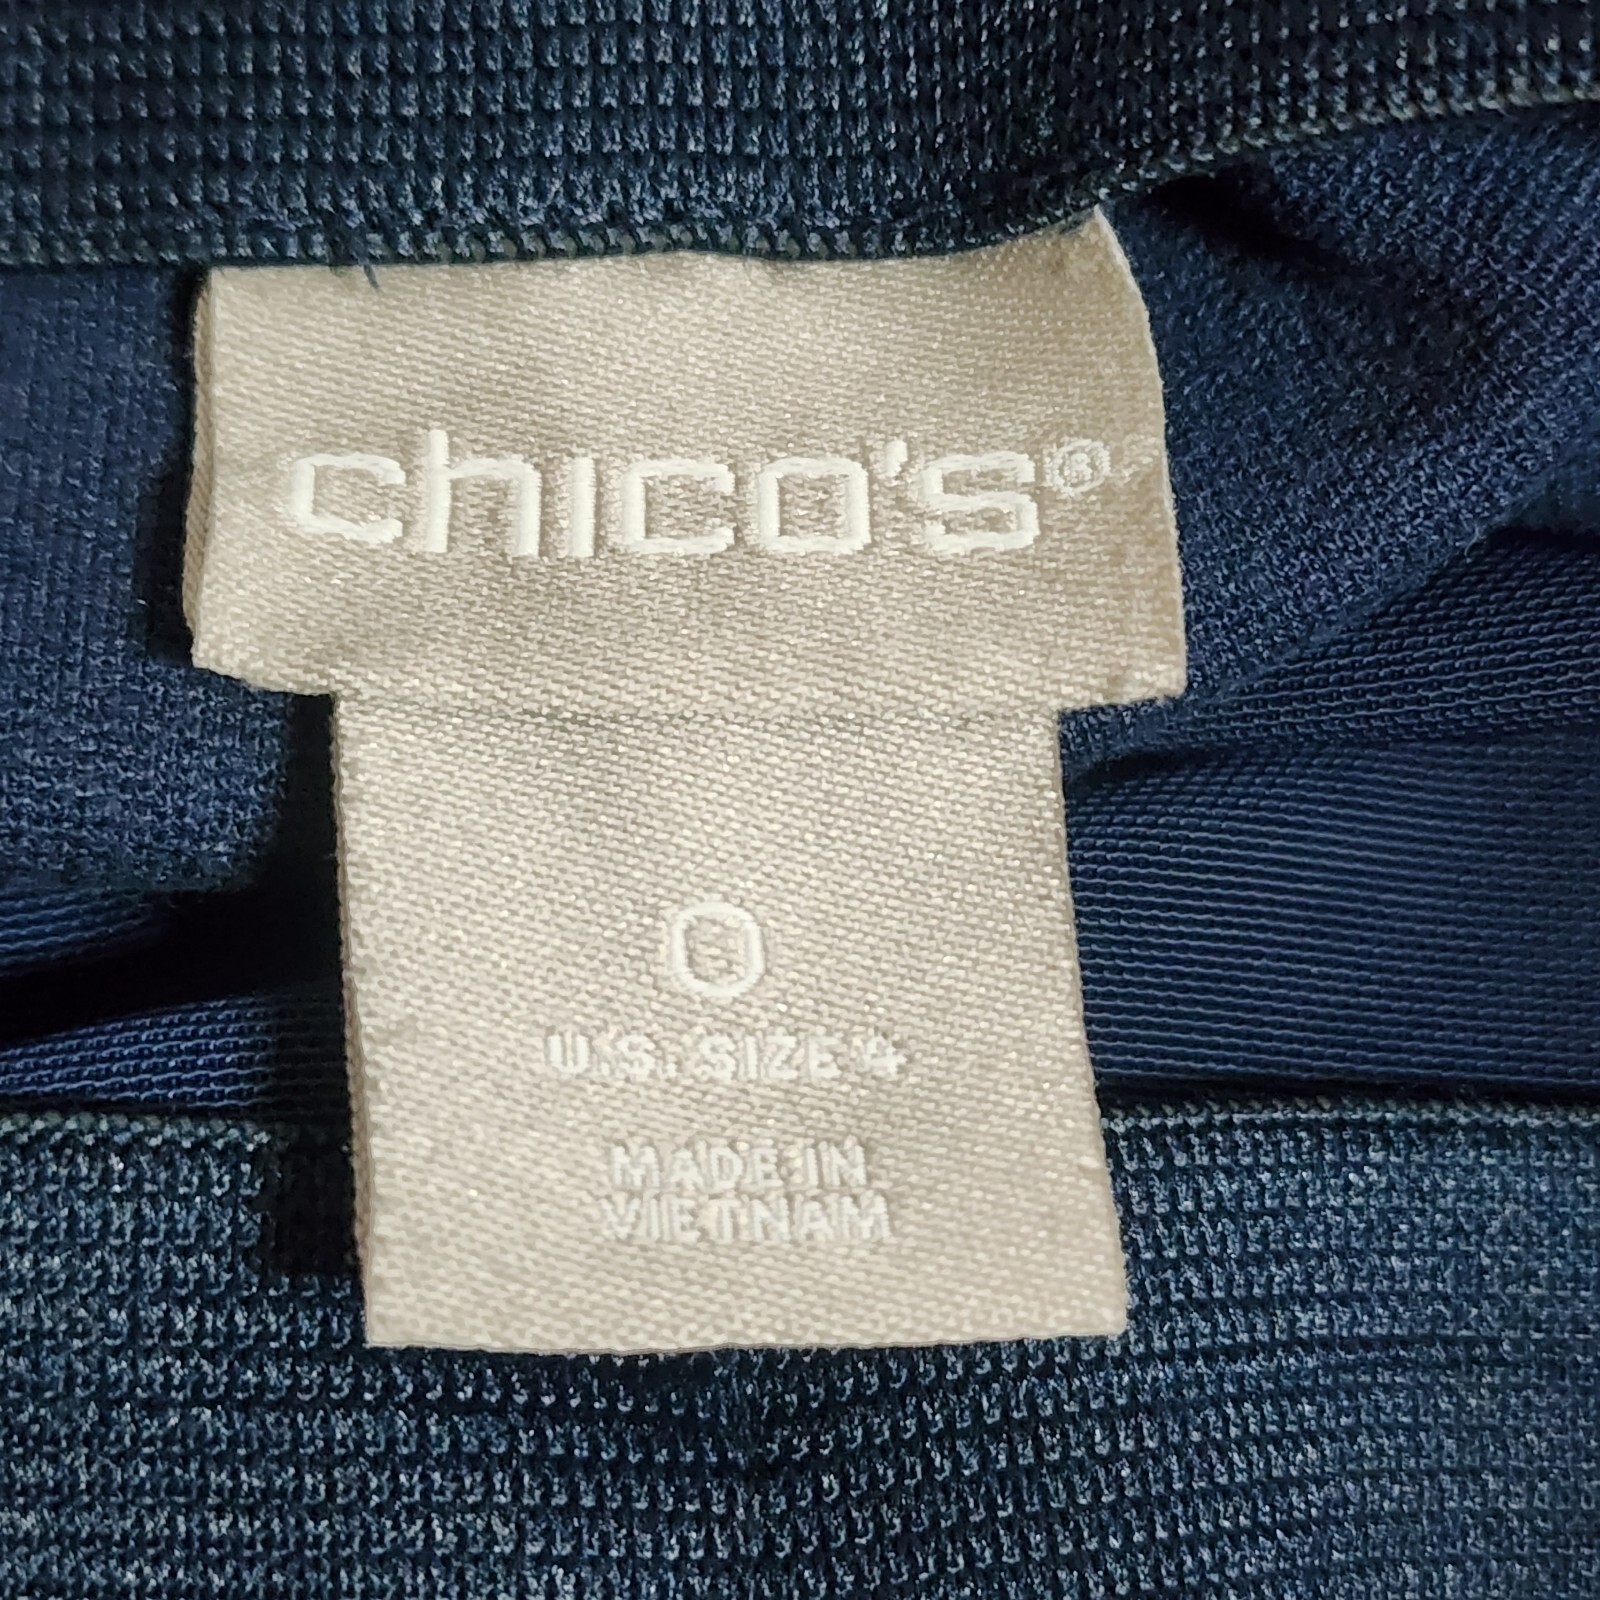 chico's®
0
U.S. SIZE 4
MADE IN
VIETNAM